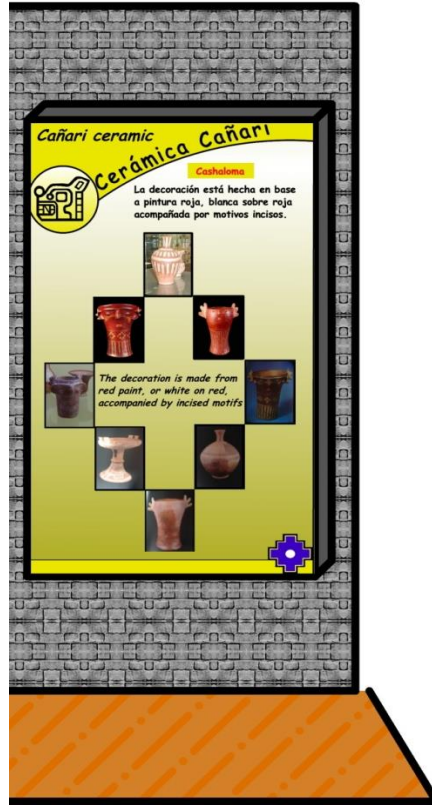 Cañari ceramic
Cerámica Cañari
Cashaloma
La decoración está hecha en base
a pintura roja, blanca sobre roja
acompañada por motivos incisos.
The decoration is made from
red paint, or white on red,
accompanied by incised motifs